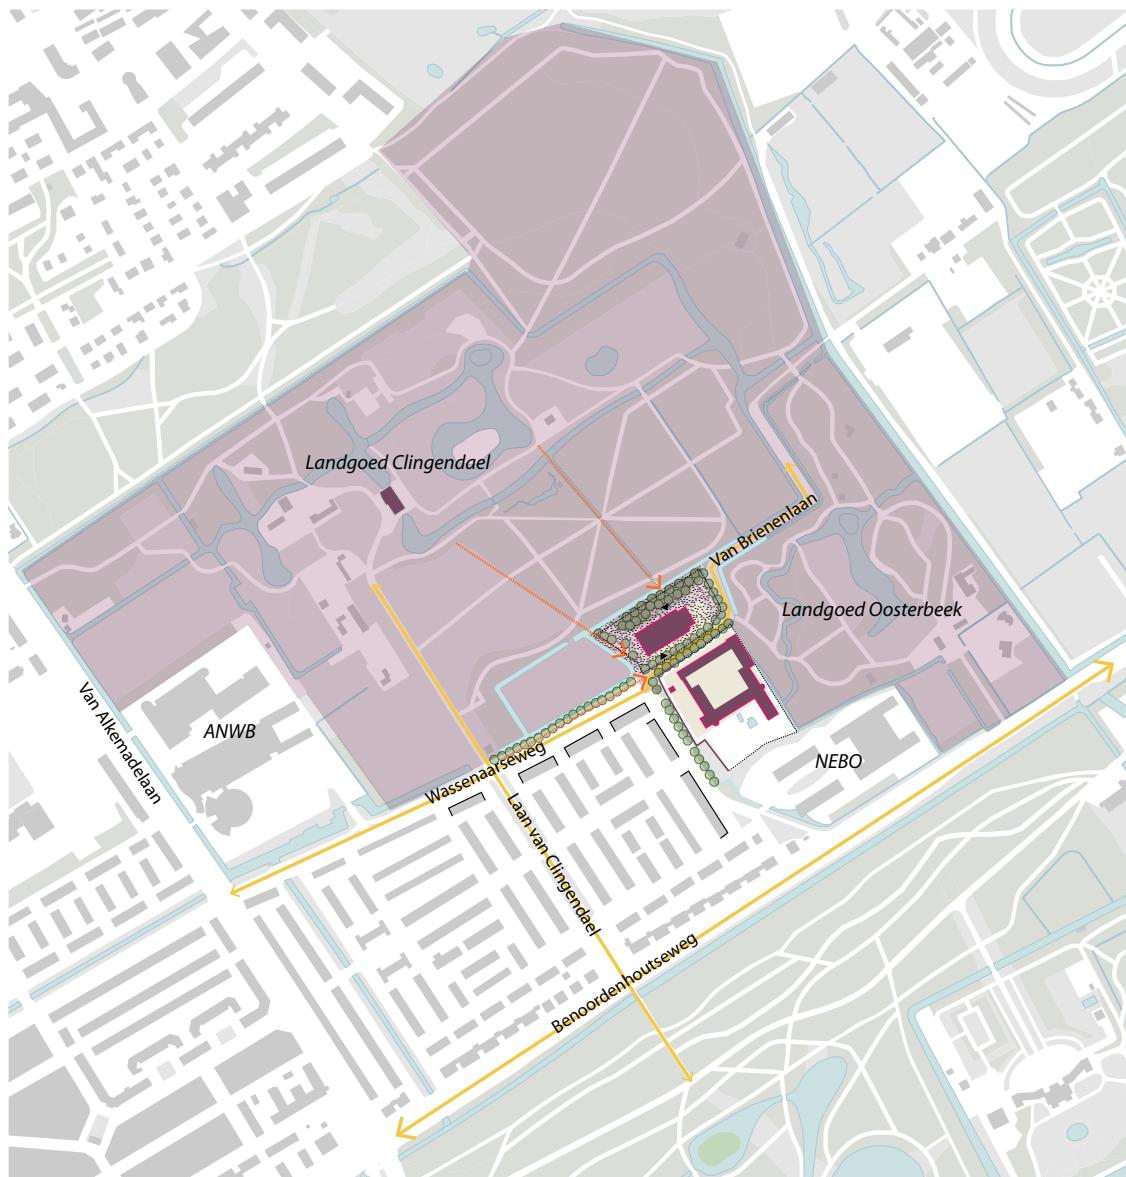 Landgoed Clingendael
Van Brienenlaan
Landgoed Oosterbeek
Van Alkemadelaan
ANWB
NEBO
Wassenaarseweg
Laan van Clingendael
Benoordenhoutseweg